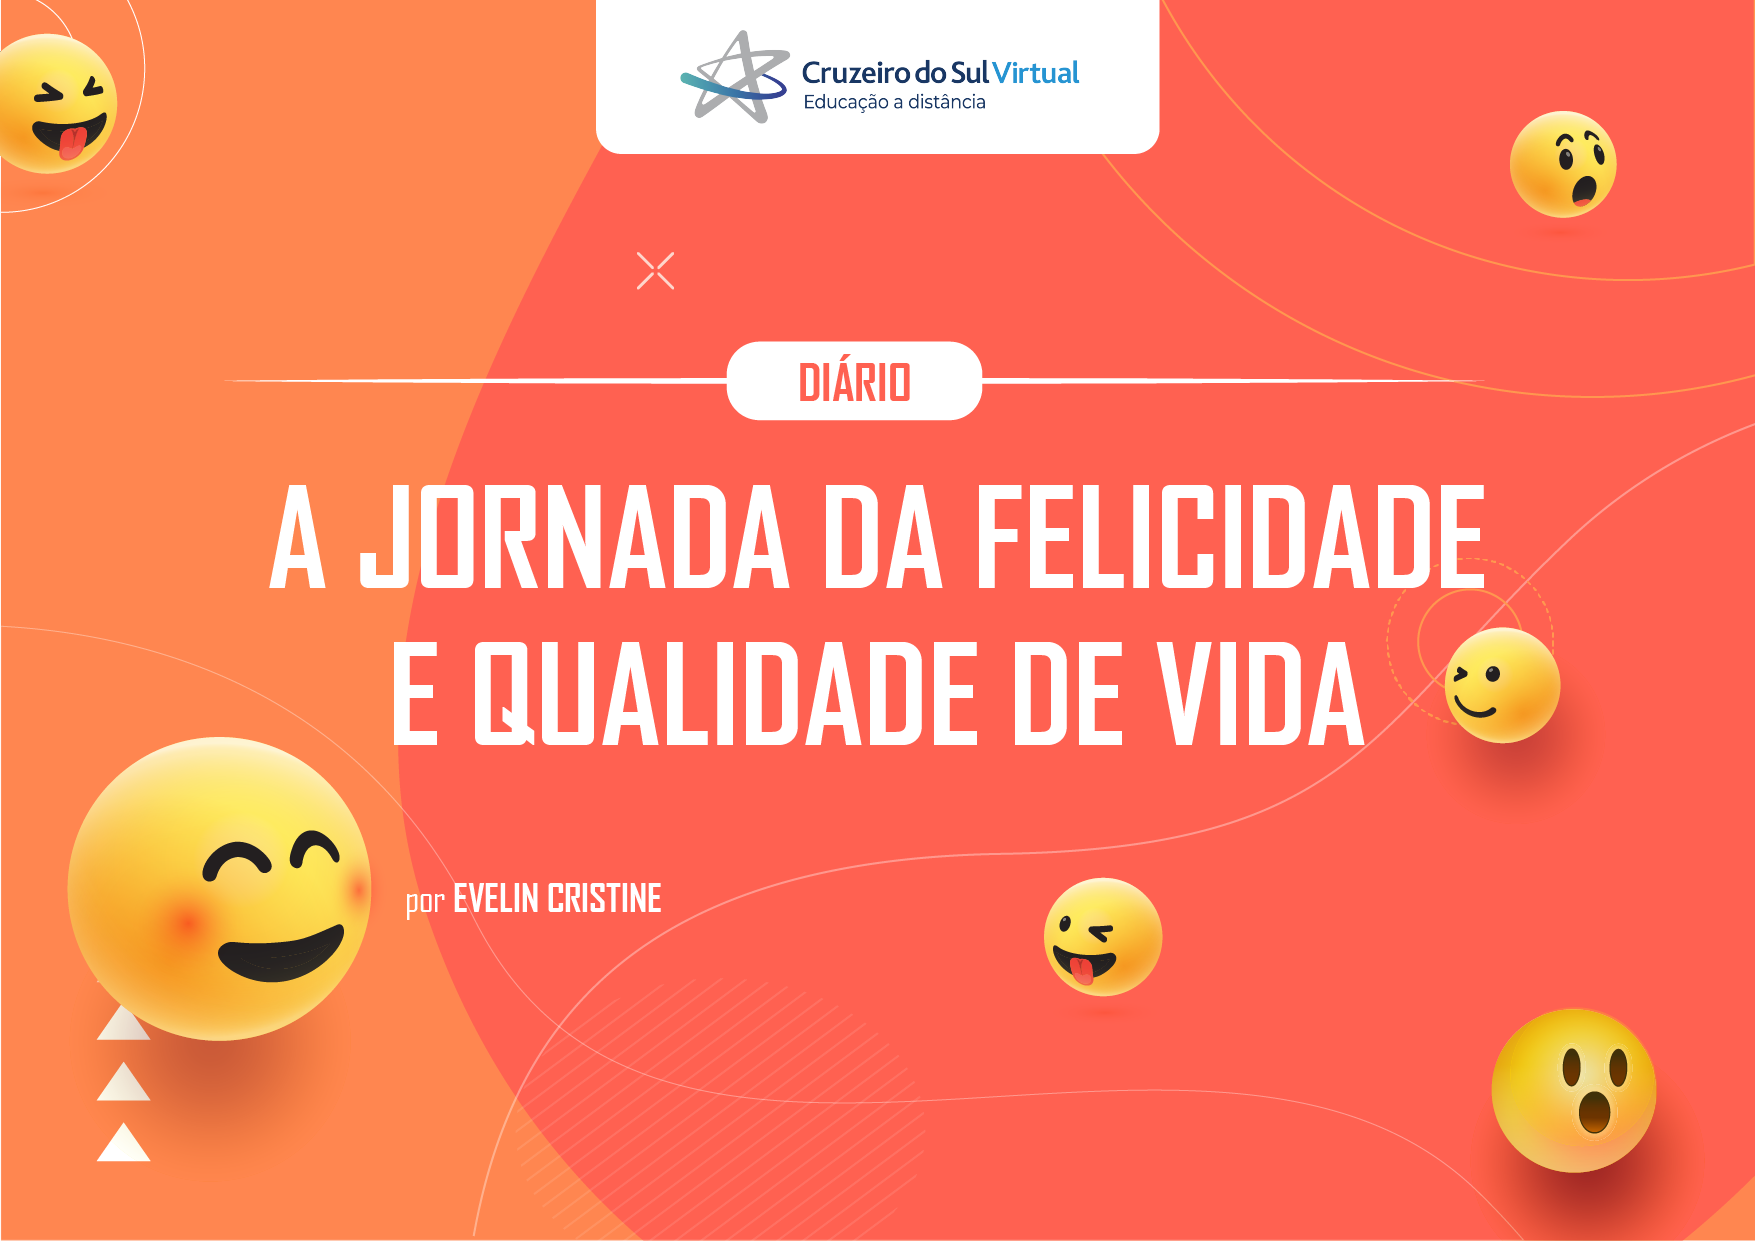 Cruzeiro do Sul Virtual
Educação a distância
DIÁRIO
A JORNADA DA FELICIDADE
E QUALIDADE DE VIDA
por EVELIN CRISTINE